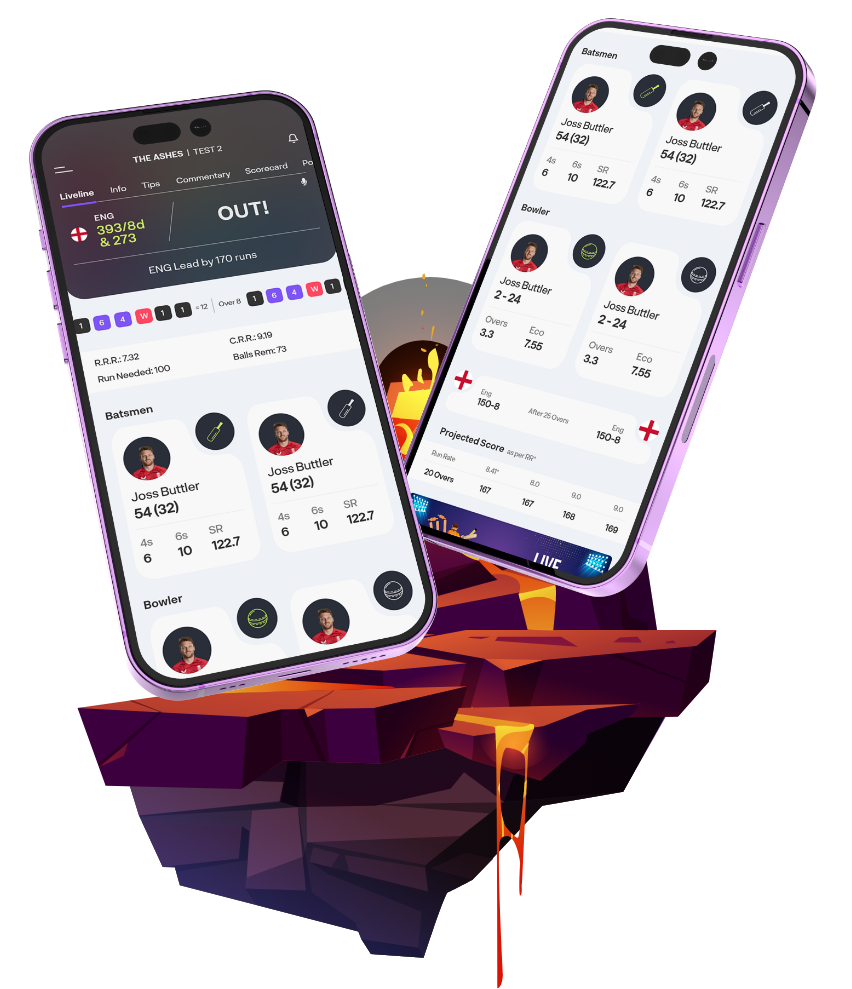 THE ASHES | TEST 2
Liveline Info Tips Commentary Scorecard Po
ENG
393/8d
& 273
OUT!
ENG Lead by 170 runs
1 6 4 W 1 1 = 12 Over 8 1 6 4 W 1
R.R.R.: 7.32 C.R.R.: 9.19
Run Needed: 100 Balls Rem: 73
Batsmen
Joss Buttler Joss Buttler
54 (32) 54 (32)
4s 6s SR 4s 6s SR
6 10 122.7 6 10 122.7
Bowler
Batsmen
Joss Buttler Joss Buttler
54 (32) 54 (32)
4s 6s SR 4s 6s SR
6 10 122.7 6 10 122.7
Bowler
Joss Buttler Joss Buttler
2 - 24 2 - 24
Overs Eco Overs Eco
3.3 7.55 3.3 7.55
Eng After 25 Overs Eng
150-8 150-8
Projected Score as per RR*
Run Rate 8.41* 8.0 9.0 9.0
20 Overs 167 167 168 169
LIVE